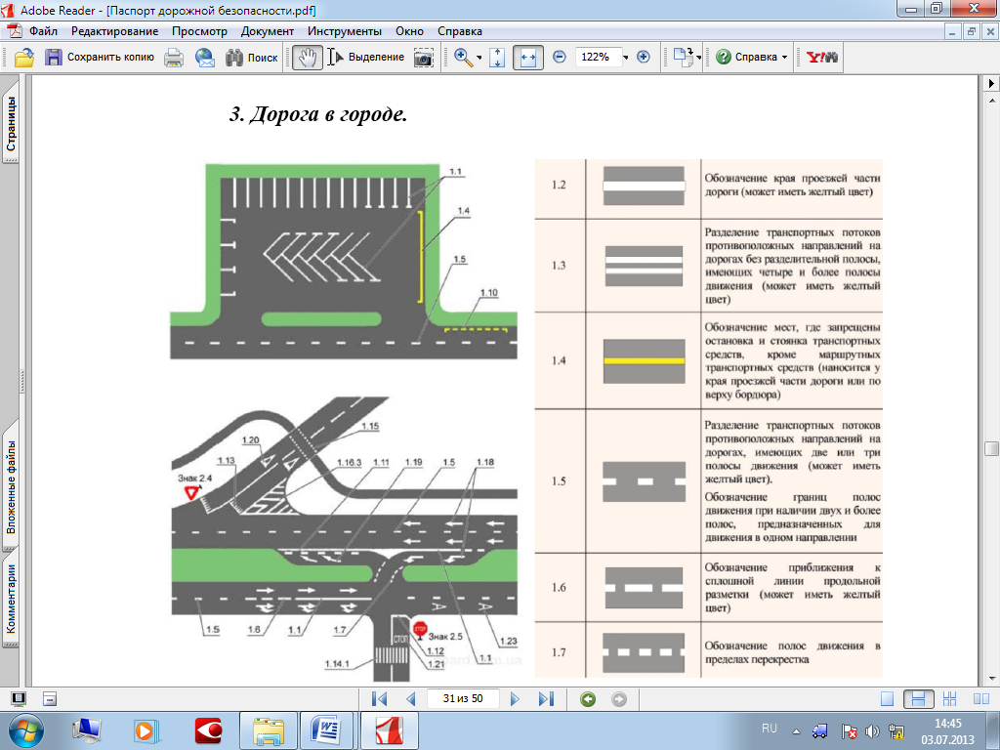 Adobe Reader - [Паспорт дорожной безопасности.pdf]
Файл Редактирование Просмотр Документ Инструменты Окно Справка
Сохранить копию Поиск Выделение 122% Справка Y!
Страницы
Вложенные файлы
Комментарии
3. Дорога в городе.
1.1
1.4
1.5
1.10
1.15
1.20
1.13
1.16.3 1.11 1.19 1.5 1.18
Знак 2.4
1.5 1.6 1.1 1.7
STOP
STOP
Знак 2.5
1.23
1.12
1.21
1.1
1.14.1
1.2
Обозначение края проезжей части
дороги (может иметь желтый цвет)
1.3
Разделение транспортных потоков
противоположных направлений на
дорогах без разделительной полосы,
имеющих четыре и более полосы
движения (может иметь желтый
цвет)
1.4
Обозначение мест, где запрещены
остановка и стоянка транспортных
средств, кроме маршрутных
транспортных средств (наносится у
края проезжей части дороги или по
верху бордюра)
1.5
Разделение транспортных потоков
противоположных направлений на
дорогах, имеющих две или три
полосы движения (может иметь
желтый цвет).
Обозначение границ полос
движения при наличии двух и более
полос, предназначенных для
движения в одном направлении
1.6
Обозначение приближения к
сплошной линии продольной
разметки (может иметь желтый
цвет)
1.7
Обозначение полос движения в
пределах перекрестка
31 из 50
RU
14:45
03.07.2013